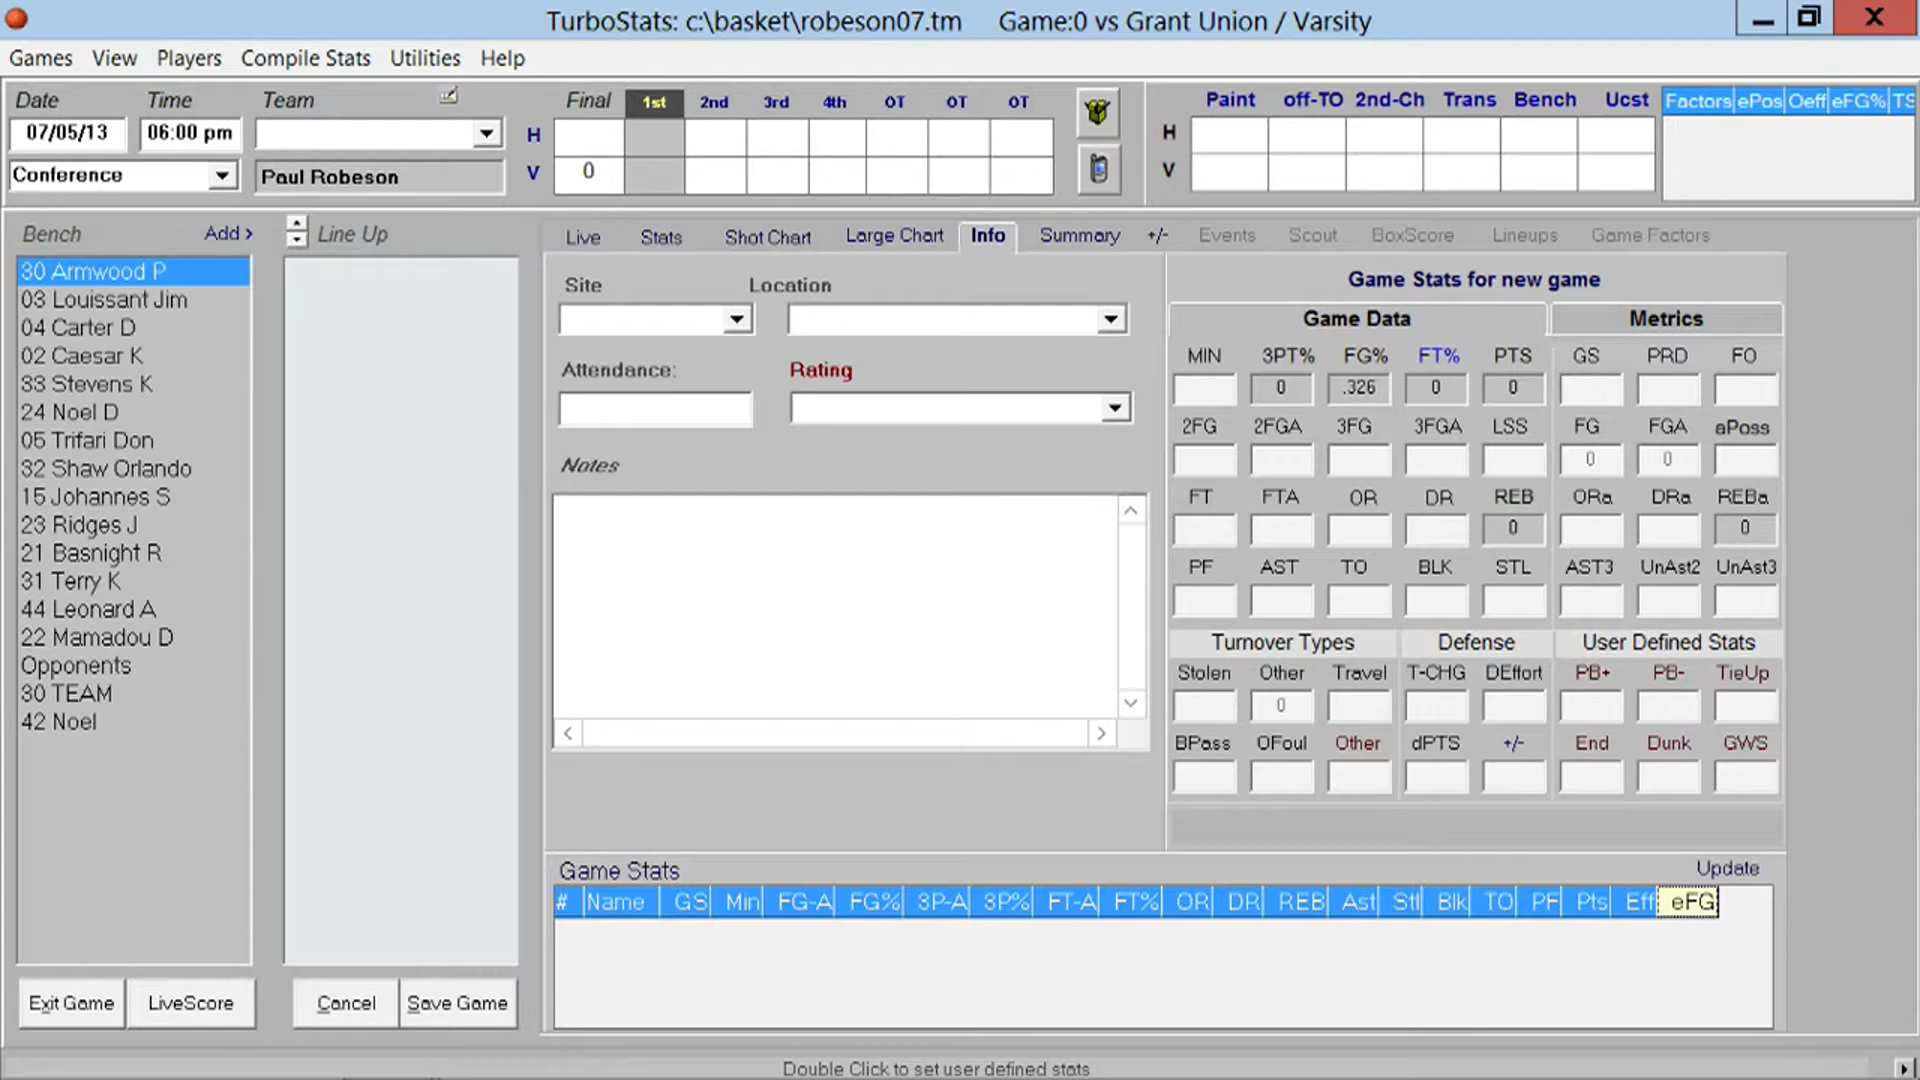 TurboStats: c:\basket\robeson07.tm Game:0 vs Grant Union / Varsity
Games View Players Compile Stats Utilities Help
Date Time Team Final 1st 2nd 3rd 4th OT OT OT Paint off-TO 2nd-Ch Trans Bench Ucst Factors ePos Oeff eFG% TS
07/05/13 06:00 pm H H
Conference Paul Robeson V 0 V
Bench Add > Line Up Live Stats Shot Chart Large Chart Info Summary +/- Events Scout BoxScore Lineups Game Factors
30 Armwood P
03 Louissant Jim
04 Carter D
02 Caesar K
33 Stevens K
24 Noel D
05 Trifari Don
32 Shaw Orlando
15 Johannes S
23 Ridges J
21 Basnight R
31 Terry K
44 Leonard A
22 Mamadou D
Opponents
30 TEAM
42 Noel
Exit Game LiveScore Cancel Save Game
Site Location
Attendance: Rating
Notes
Game Stats for new game
Game Data Metrics
MIN 3PT% FG% FT% PTS GS PRD FO
0 .326 0 0
2FG 2FGA 3FG 3FGA LSS FG FGA aPoss
0 0
FT FTA OR DR REB ORa DRa REBa
0 0
PF AST TO BLK STL AST3 UnAst2 UnAst3
Turnover Types Defense User Defined Stats
Stolen Other Travel T-CHG DEffort PB+ PB- TieUp
0
BPass OFoul Other dPTS +/- End Dunk GWS
Game Stats Update
# Name GS Min FG-A FG% 3P-A 3P% FT-A FT% OR DR REB Ast Stl Blk TO PF Pts Eff eFG
Double Click to set user defined stats